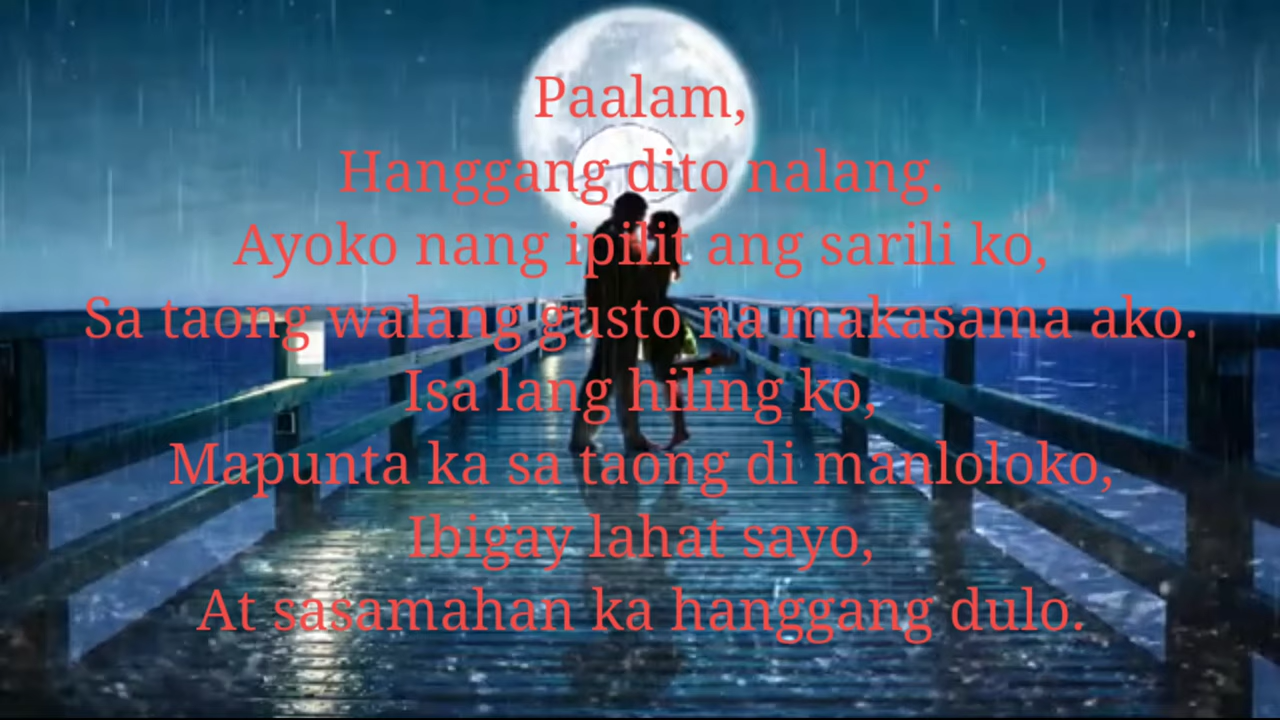 Paalam,
Hanggang dito nalang.
Ayoko nang ipilit ang sarili ko,
Sa taong walang gusto na makasama ako.
Isa lang hiling ko,
Mapunta ka sa taong di manloloko,
Ibigay lahat sayo,
At sasamahan ka hanggang dulo.